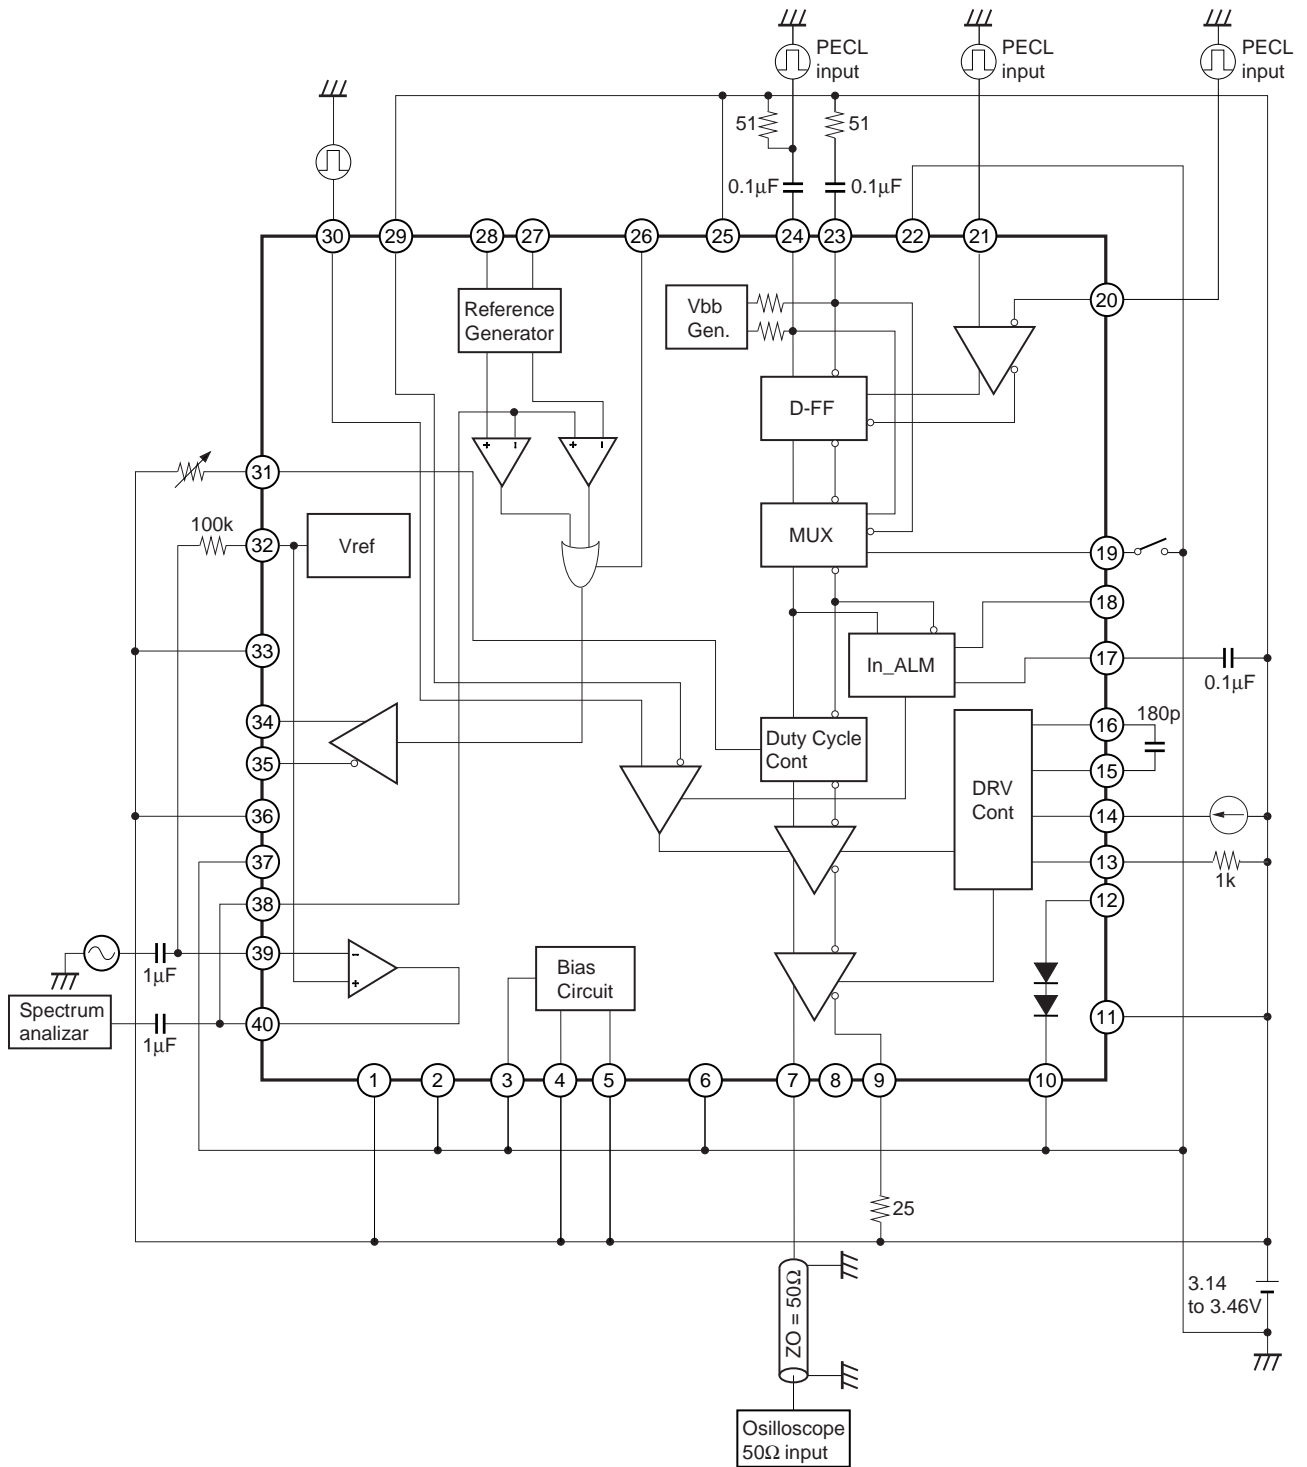 PECL
input
PECL
input
PECL
input
51
51
0.1µF
0.1µF
30
29
28
27
26
25
24
23
22
21
20
Reference
Generator
Vbb
Gen.
D-FF
+
-
+
-
31
100k
32
Vref
MUX
19
18
33
In_ALM
17
0.1µF
34
35
Duty Cycle
Cont
16
180p
15
DRV
Cont
14
36
37
13
1k
38
12
39
1µF
-
+
Bias
Circuit
Spectrum
analizar
1µF
40
11
1
2
3
4
5
6
7
8
9
10
25
3.14
to 3.46V
ZO = 50Ω
Osilloscope
50Ω input